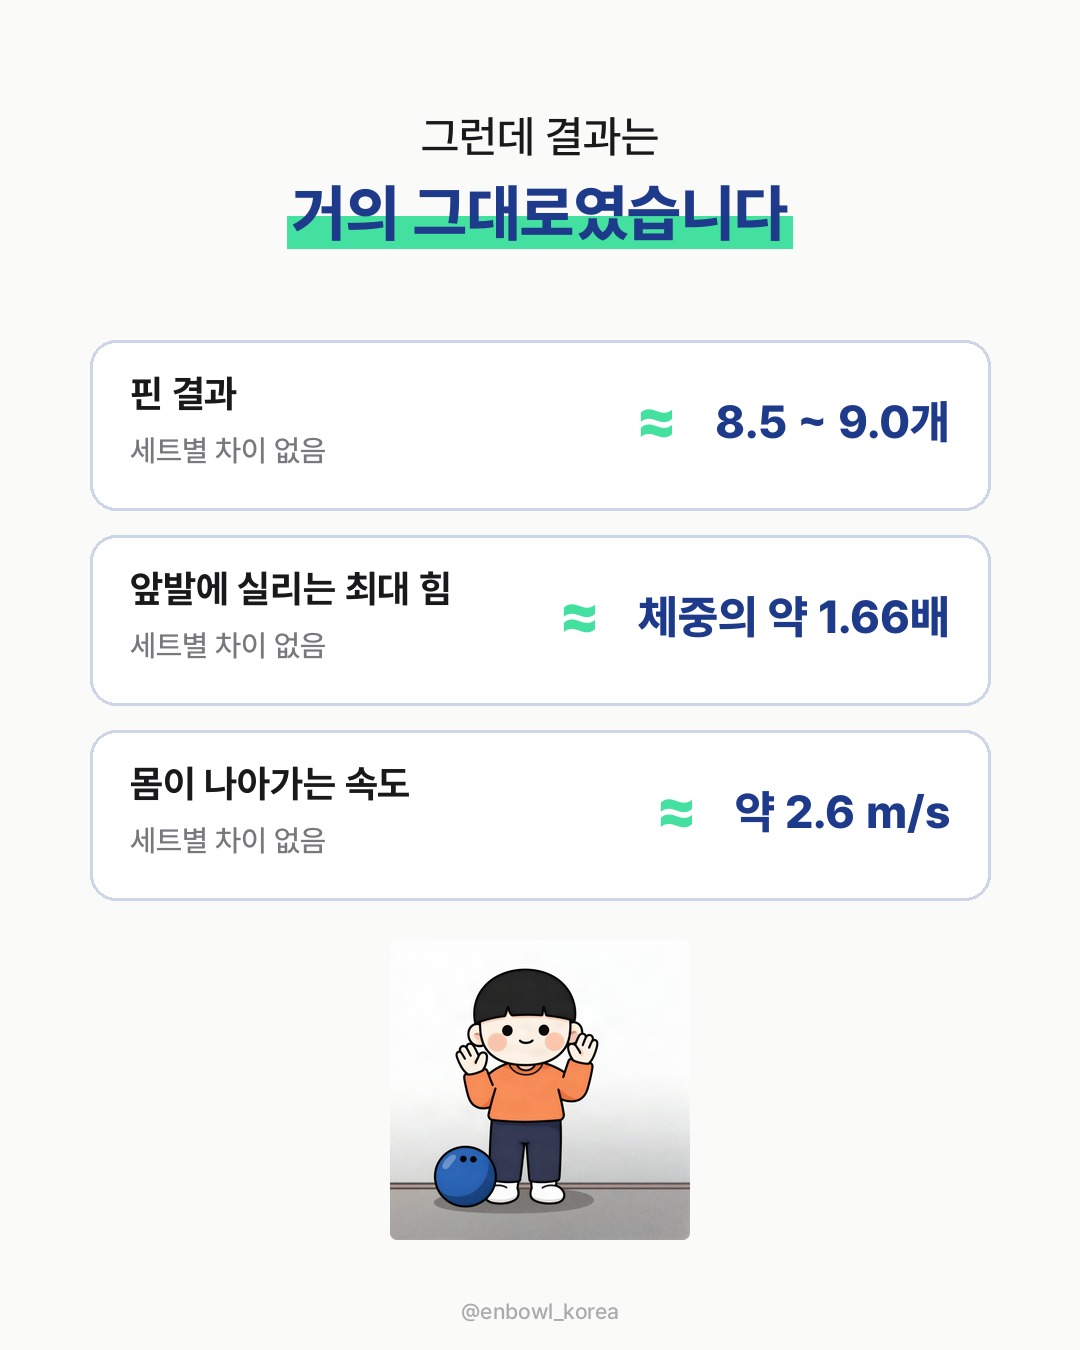 그런데 결과는
거의 그대로였습니다
핀 결과
세트별 차이 없음
≈ 8.5 ~ 9.0개
앞발에 실리는 최대 힘
세트별 차이 없음
≈ 체중의 약 1.66배
몸이 나아가는 속도
세트별 차이 없음
≈ 약 2.6 m/s
@enbowl_korea